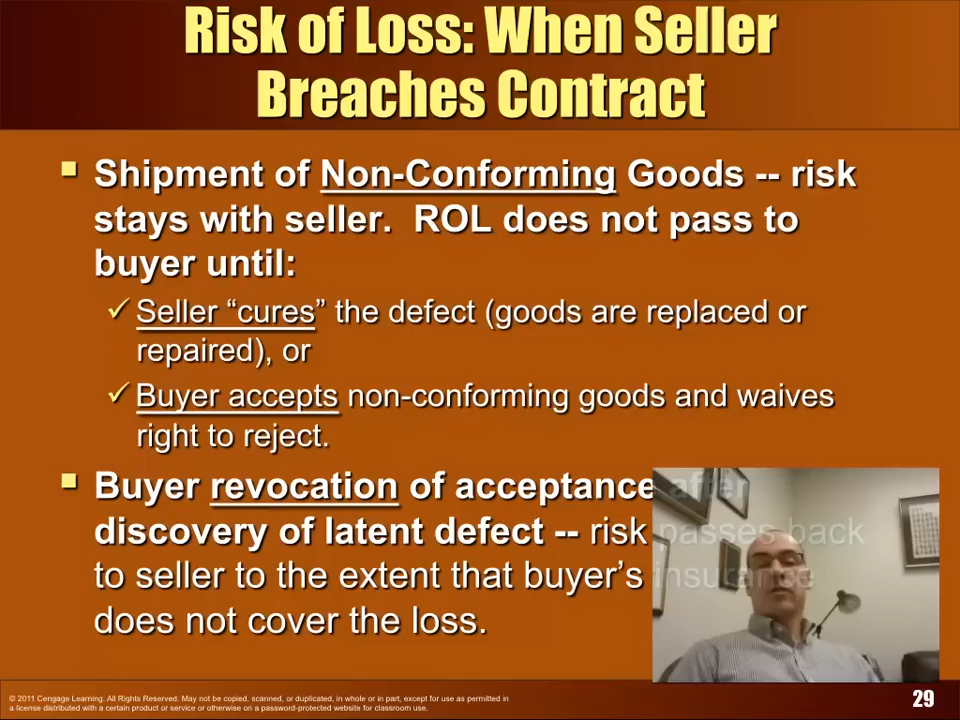 Risk of Loss: When Seller
Breaches Contract
Shipment of Non-Conforming Goods -- risk
stays with seller. ROL does not pass to
buyer until:
Seller “cures” the defect (goods are replaced or
repaired), or
Buyer accepts non-conforming goods and waives
right to reject.
Buyer revocation of acceptance after
discovery of latent defect -- risk passes back
to seller to the extent that buyer’s insurance
does not cover the loss.
© 2011 Cengage Learning. All Rights Reserved. May not be copied, scanned, or duplicated, in whole or in part, except for use as permitted in
a license distributed with a certain product or service or otherwise on a password-protected website for classroom use.
29